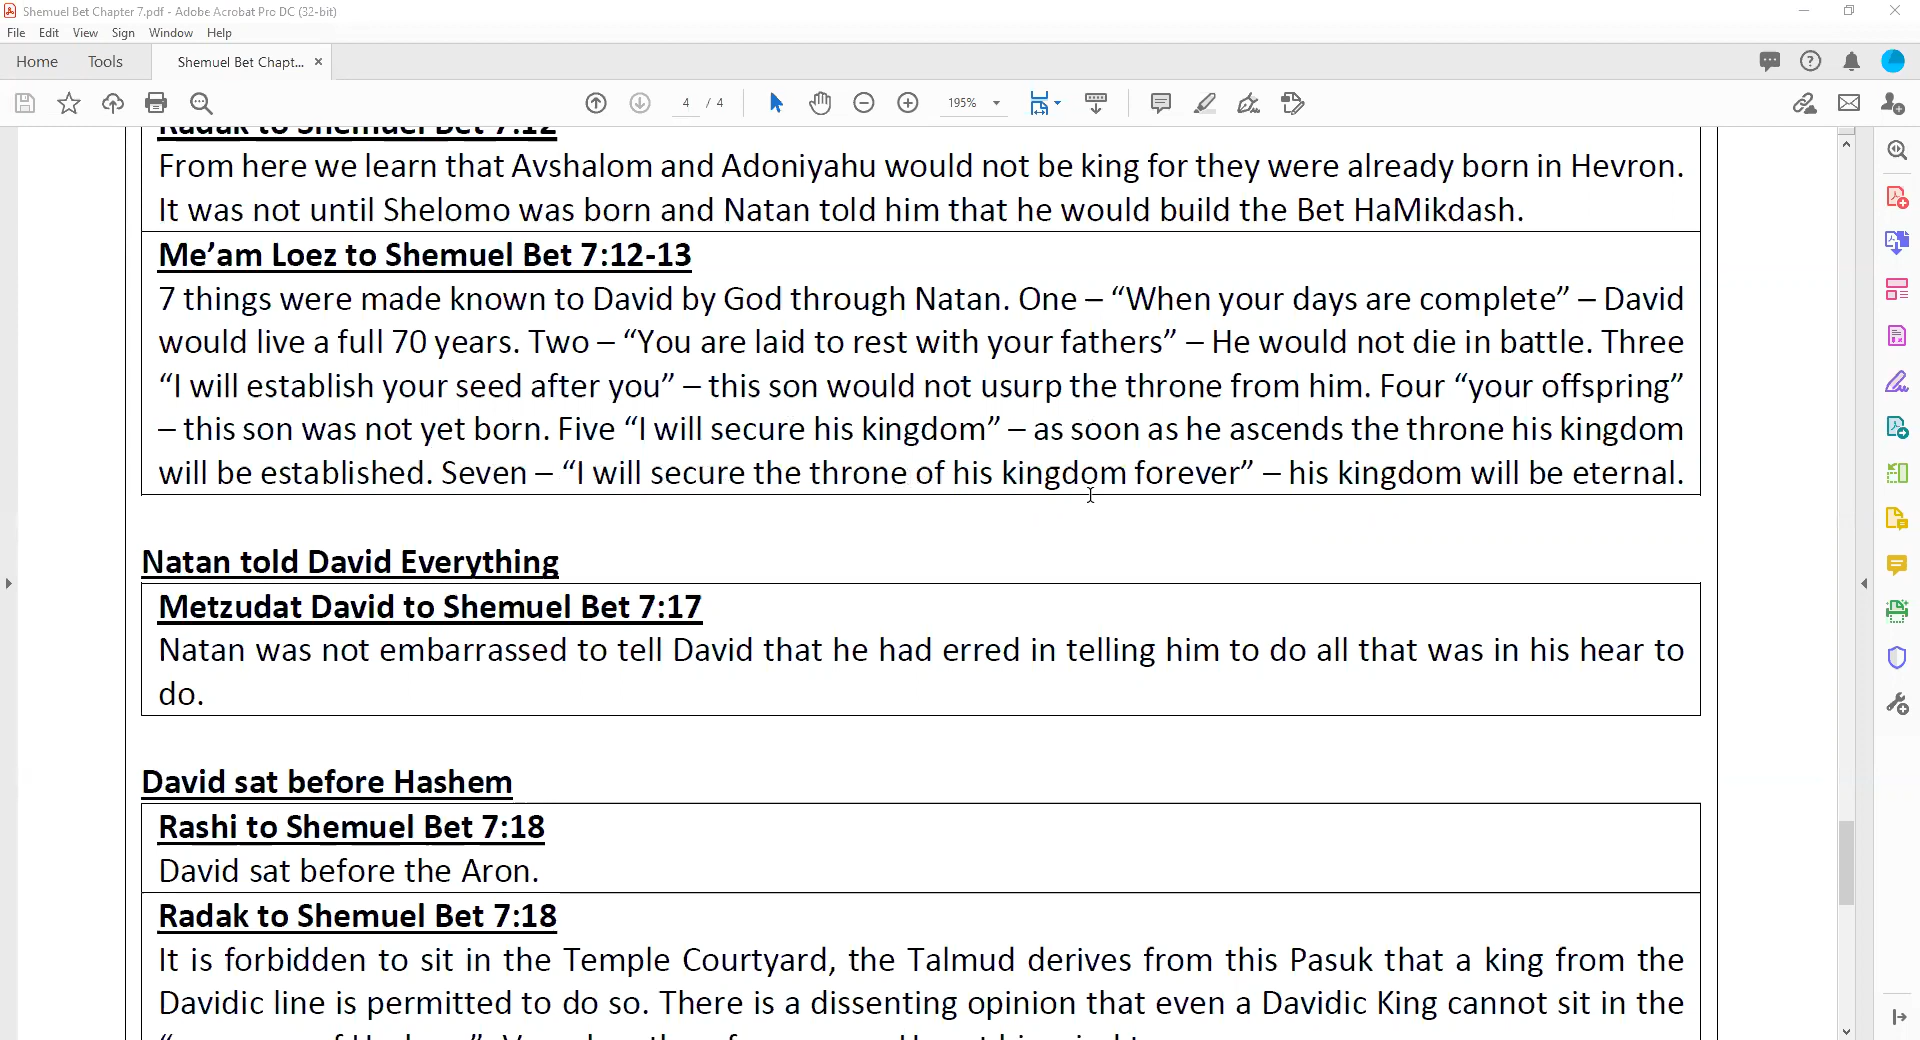 Shemuel Bet Chapter 7.pdf - Adobe Acrobat Pro DC (32-bit)
File Edit View Sign Window Help
Home Tools Shemuel Bet Chapt... ×
4 / 4 195%
Radak to Shemuel Bet 7:12
From here we learn that Avshalom and Adoniyahu would not be king for they were already born in Hevron.
It was not until Shelomo was born and Natan told him that he would build the Bet HaMikdash.
Me’am Loez to Shemuel Bet 7:12-13
7 things were made known to David by God through Natan. One – “When your days are complete” – David
would live a full 70 years. Two – “You are laid to rest with your fathers” – He would not die in battle. Three
“I will establish your seed after you” – this son would not usurp the throne from him. Four “your offspring”
– this son was not yet born. Five “I will secure his kingdom” – as soon as he ascends the throne his kingdom
will be established. Seven – “I will secure the throne of his kingdom forever” – his kingdom will be eternal.
Natan told David Everything
Metzudat David to Shemuel Bet 7:17
Natan was not embarrassed to tell David that he had erred in telling him to do all that was in his hear to
do.
David sat before Hashem
Rashi to Shemuel Bet 7:18
David sat before the Aron.
Radak to Shemuel Bet 7:18
It is forbidden to sit in the Temple Courtyard, the Talmud derives from this Pasuk that a king from the
Davidic line is permitted to do so. There is a dissenting opinion that even a Davidic King cannot sit in the